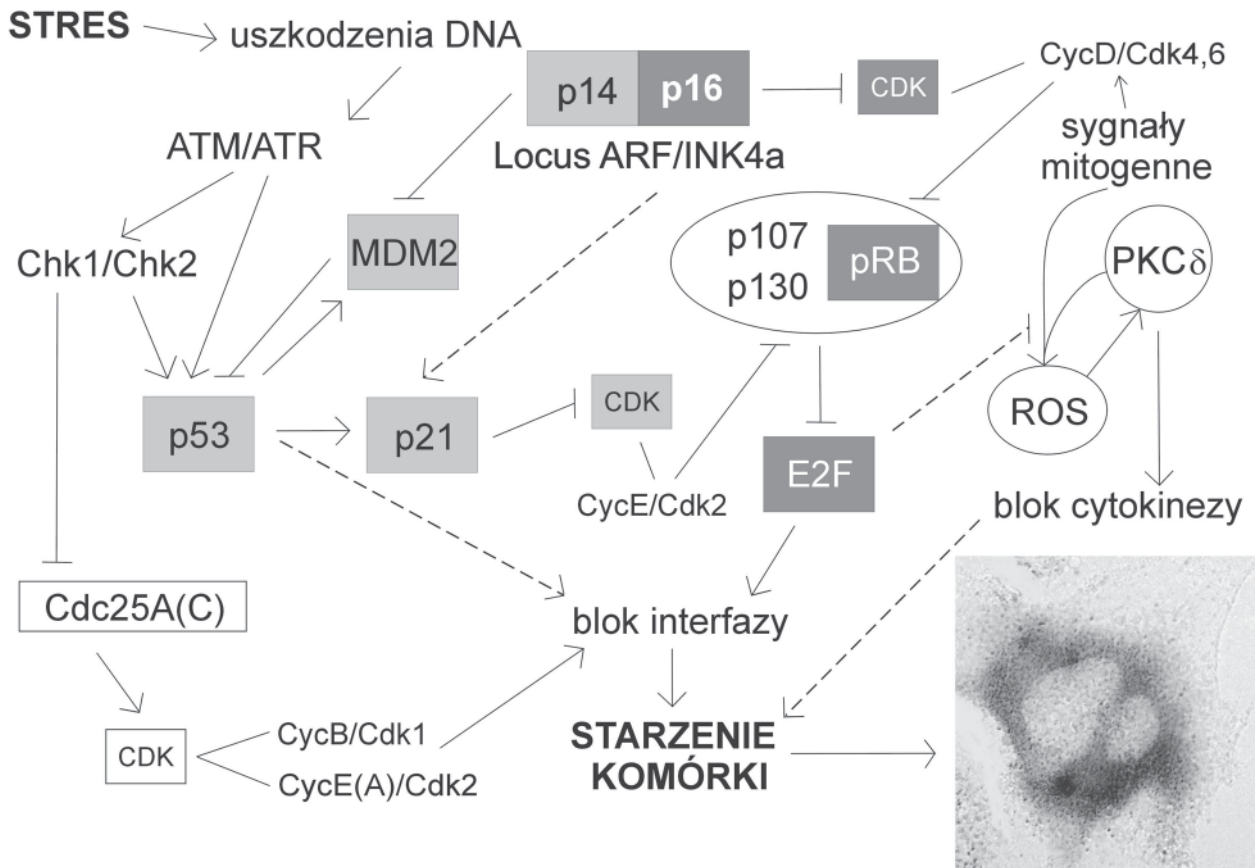 STRES
uszkodzenia DNA
p14
p16
CDK
CycD/Cdk4,6
ATM/ATR
Locus ARF/INK4a
sygnały
mitogenne
Chk1/Chk2
MDM2
p107
p130
pRB
PKCδ
ROS
p53
p21
CDK
CycE/Cdk2
E2F
blok cytokinezy
Cdc25A(C)
blok interfazy
CDK
CycB/Cdk1
CycE(A)/Cdk2
STARZENIE
KOMÓRKI